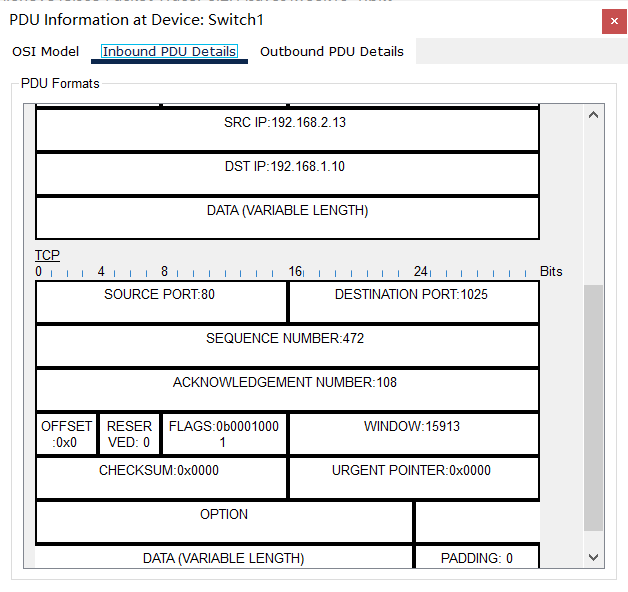 PDU Information at Device: Switch1
OSI Model Inbound PDU Details Outbound PDU Details
PDU Formats
SRC IP:192.168.2.13
DST IP:192.168.1.10
DATA (VARIABLE LENGTH)
TCP
0 4 8 16 24 Bits
SOURCE PORT:80 DESTINATION PORT:1025
SEQUENCE NUMBER:472
ACKNOWLEDGEMENT NUMBER:108
OFFSET RESER FLAGS:0b0001000 WINDOW:15913
:0x0 VED: 0 1
CHECKSUM:0x0000 URGENT POINTER:0x0000
OPTION
DATA (VARIABLE LENGTH) PADDING: 0